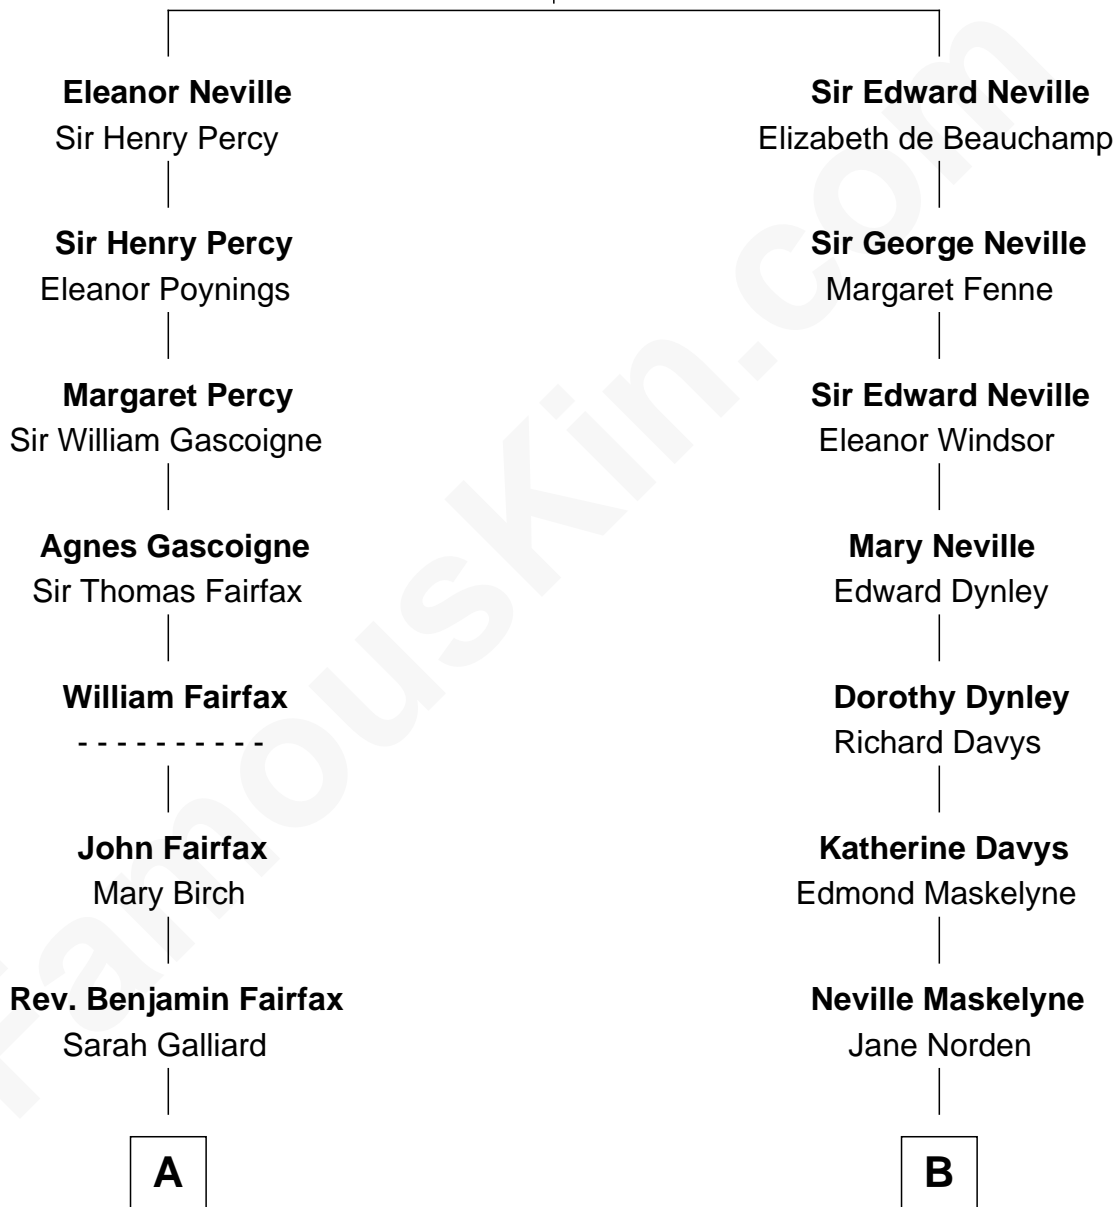 Eleanor Neville
Sir Henry Percy
Sir Henry Percy
Eleanor Poynings
Margaret Percy
Sir William Gascoigne
Agnes Gascoigne
Sir Thomas Fairfax
William Fairfax
- - - - - - - - - -
John Fairfax
Mary Birch
Rev. Benjamin Fairfax
Sarah Galliard
A
Sir Edward Neville
Elizabeth de Beauchamp
Sir George Neville
Margaret Fenne
Sir Edward Neville
Eleanor Windsor
Mary Neville
Edward Dynley
Dorothy Dynley
Richard Davys
Katherine Davys
Edmond Maskelyne
Neville Maskelyne
Jane Norden
B
FamousKin.com